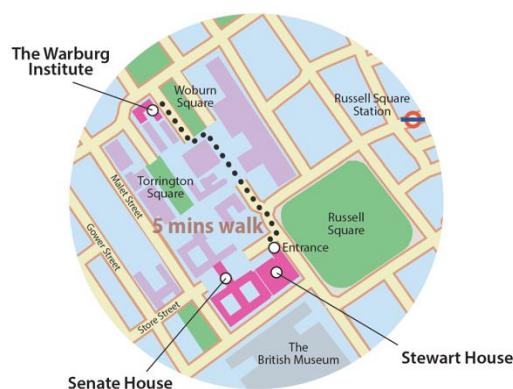 The Warburg
Institute
Woburn
Square
Russell Square
Station
Torrington
Square
Malet Street
Gower Street
5 mins walk
Russell
Square
Entrance
Store Street
The
British Museum
Stewart House
Senate House